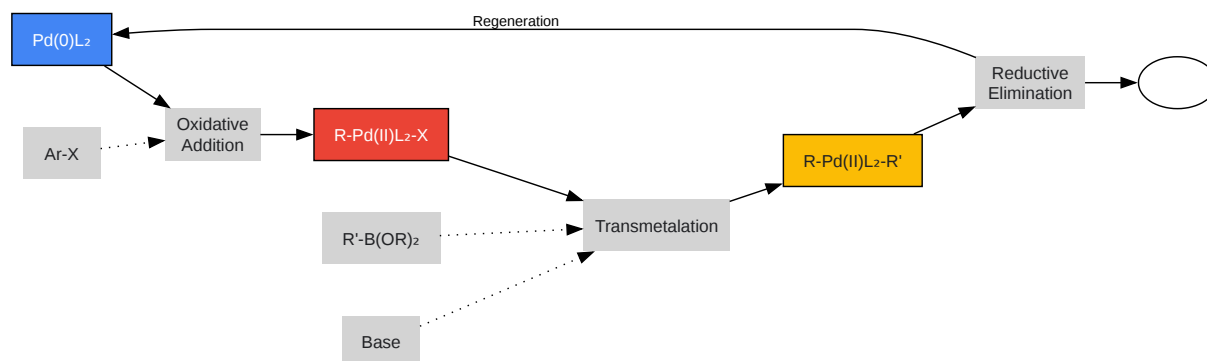 Regeneration
Pd(0)L₂
Ar-X
Oxidative
Addition
R-Pd(II)L₂-X
R'-B(OR)₂
Base
Transmetalation
R-Pd(II)L₂-R'
Reductive
Elimination